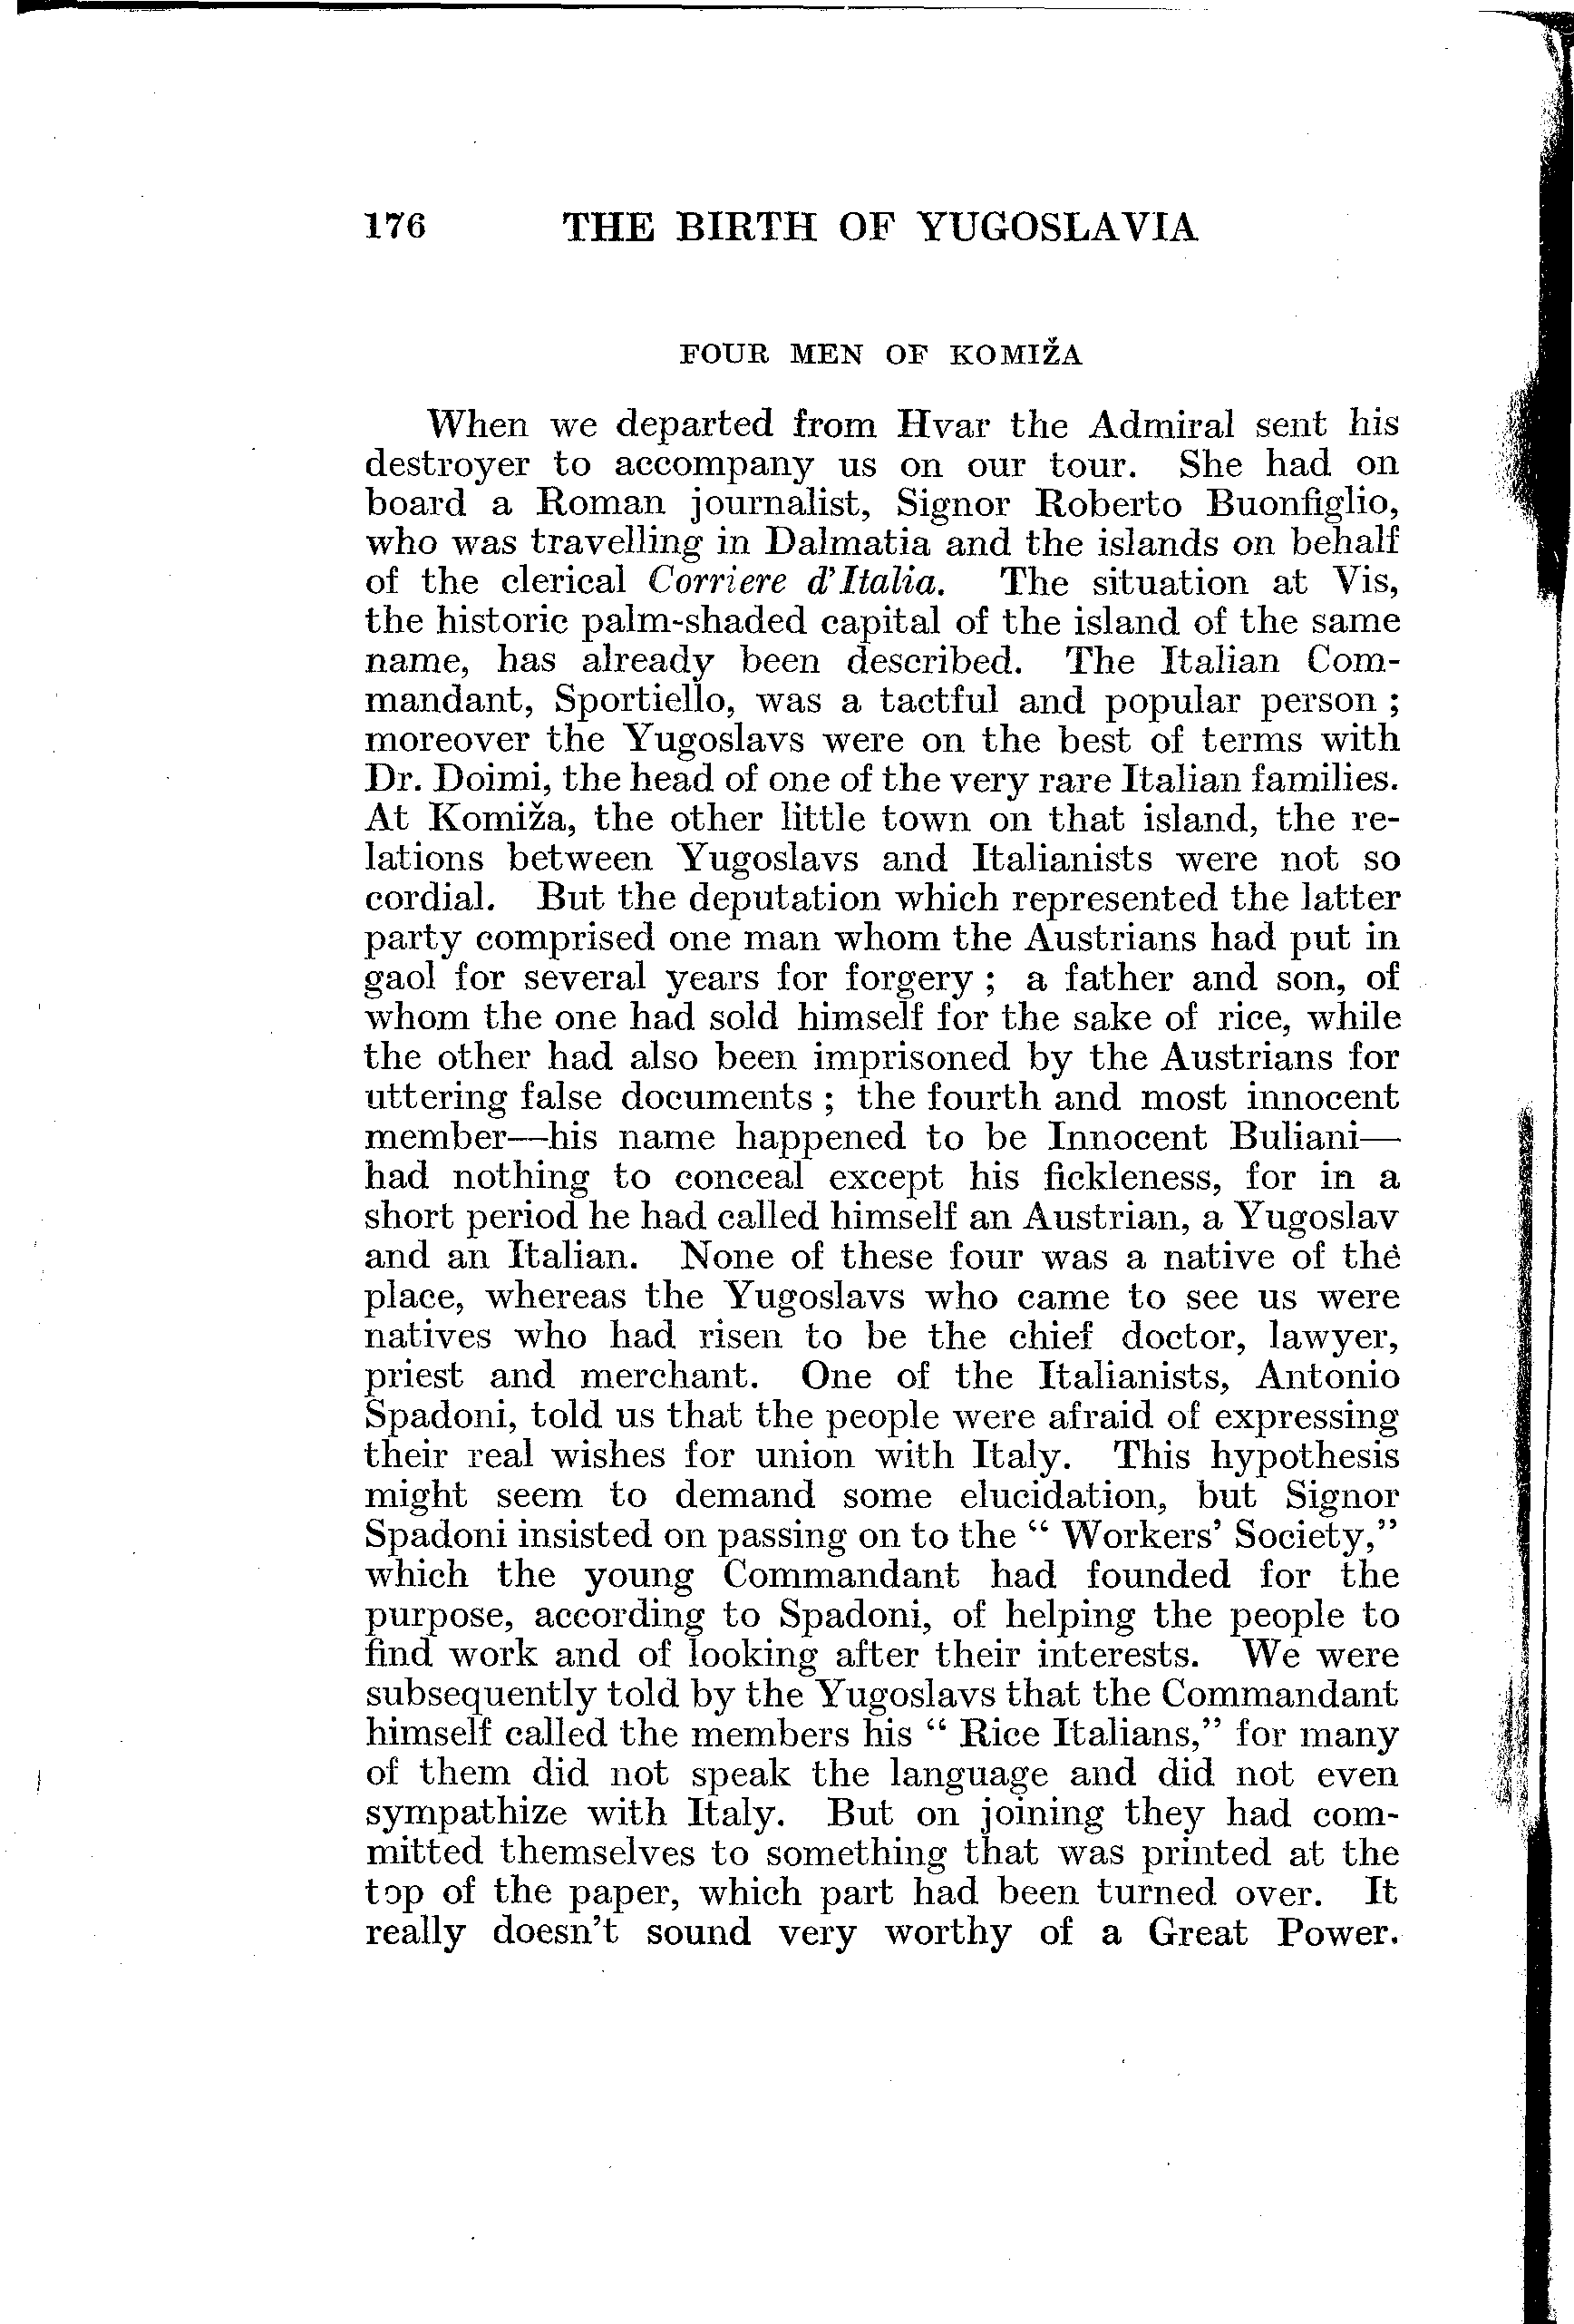 176 THE BIRTH OF YUGOSLAVIA
FOUR MEN OF KOMIŽA
When we departed from Hvar the Admiral sent his
destroyer to accompany us on our tour. She had on
board a Roman journalist, Signor Roberto Buonfiglio,
who was travelling in Dalmatia and the islands on behalf
of the clerical Corriere d'Italia. The situation at Vis,
the historic palm-shaded capital of the island of the same
name, has already been described. The Italian Com-
mandant, Sportiello, was a tactful and popular person ;
moreover the Yugoslavs were on the best of terms with
Dr. Doimi, the head of one of the very rare Italian families.
At Komiža, the other little town on that island, the re-
lations between Yugoslavs and Italianists were not so
cordial. But the deputation which represented the latter
party comprised one man whom the Austrians had put in
gaol for several years for forgery ; a father and son, of
whom the one had sold himself for the sake of rice, while
the other had also been imprisoned by the Austrians for
uttering false documents ; the fourth and most innocent
member—his name happened to be Innocent Buliani—
had nothing to conceal except his fickleness, for in a
short period he had called himself an Austrian, a Yugoslav
and an Italian. None of these four was a native of the
place, whereas the Yugoslavs who came to see us were
natives who had risen to be the chief doctor, lawyer,
priest and merchant. One of the Italianists, Antonio
Spadoni, told us that the people were afraid of expressing
their real wishes for union with Italy. This hypothesis
might seem to demand some elucidation, but Signor
Spadoni insisted on passing on to the “ Workers’ Society,”
which the young Commandant had founded for the
purpose, according to Spadoni, of helping the people to
find work and of looking after their interests. We were
subsequently told by the Yugoslavs that the Commandant
himself called the members his “ Rice Italians,” for many
of them did not speak the language and did not even
sympathize with Italy. But on joining they had com-
mitted themselves to something that was printed at the
top of the paper, which part had been turned over. It
really doesn't sound very worthy of a Great Power.